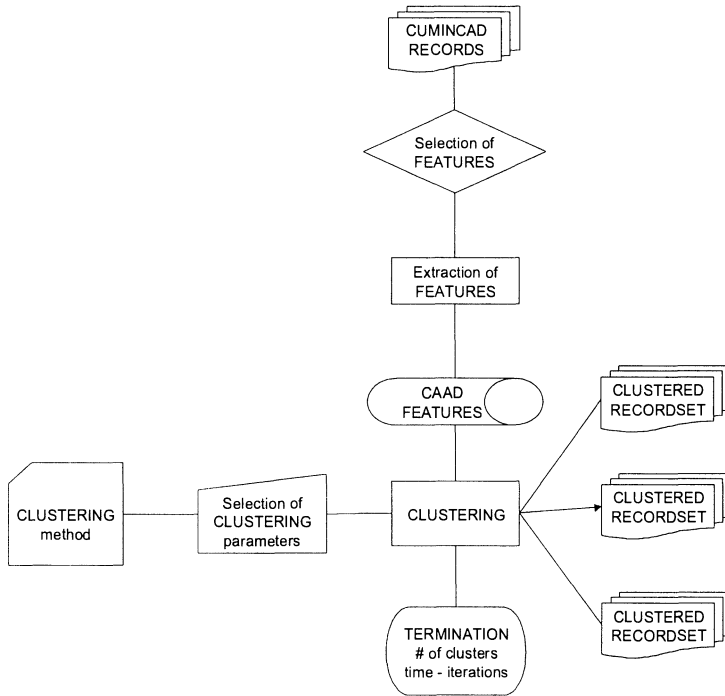 CUMINCAD
RECORDS
Selection of
FEATURES
Extraction of
FEATURES
CAAD
FEATURES
CLUSTERING
method
Selection of
CLUSTERING
parameters
CLUSTERING
TERMINATION
# of clusters
time - iterations
CLUSTERED
RECORDSET
CLUSTERED
RECORDSET
CLUSTERED
RECORDSET